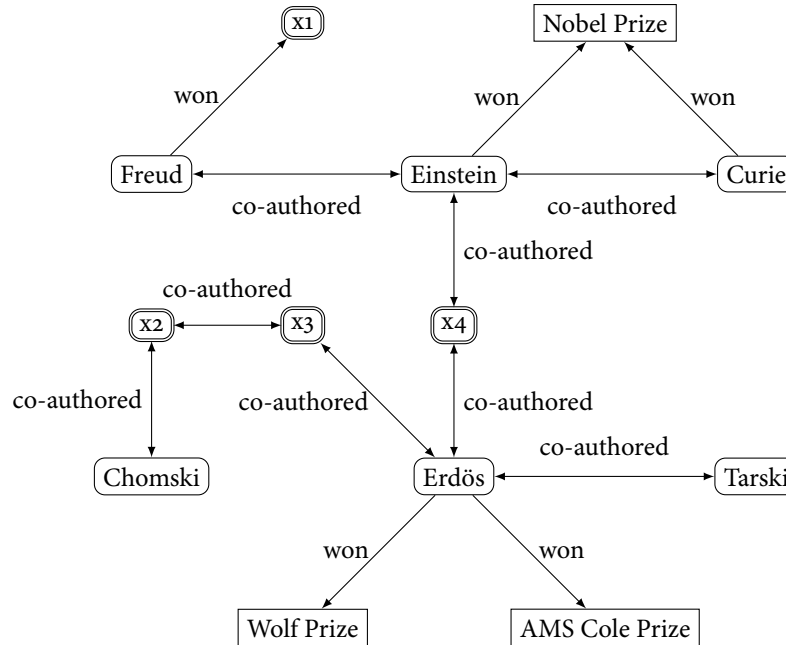 x1
Nobel Prize
won
won
won
Freud
Einstein
Curie
co-authored
co-authored
co-authored
co-authored
x2
x3
x4
co-authored
co-authored
co-authored
co-authored
Chomski
Erdös
Tarski
won
won
Wolf Prize
AMS Cole Prize